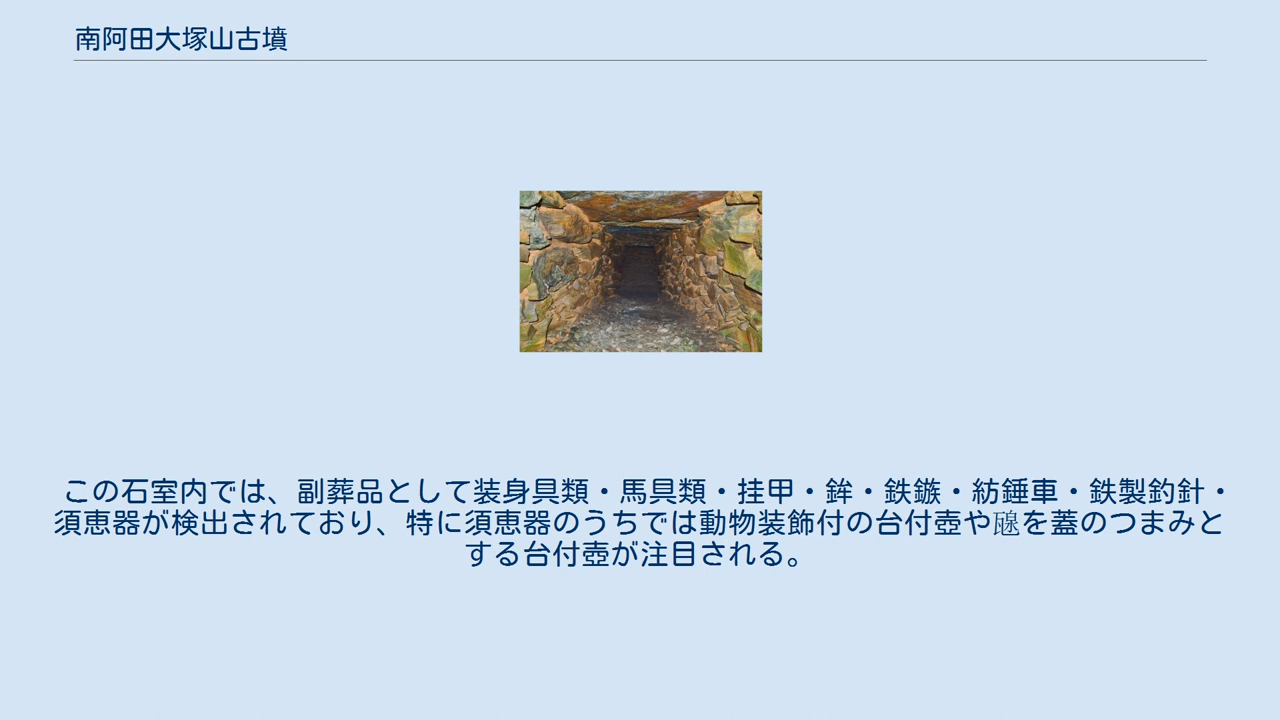 南阿田大塚山古墳
この石室内では、副葬品として装身具類・馬具類・挂甲・鉾・鉄鏃・紡錘車・鉄製釣針・
須恵器が検出されており、特に須恵器のうちでは動物装飾付の台付壺や𤭯を蓋のつまみと
する台付壺が注目される。